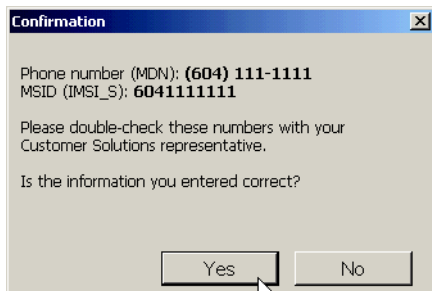 Confirmation
Phone number (MDN): (604) 111-1111
MSID (IMSI_S): 6041111111
Please double-check these numbers with your
Customer Solutions representative.
Is the information you entered correct?
Yes
No